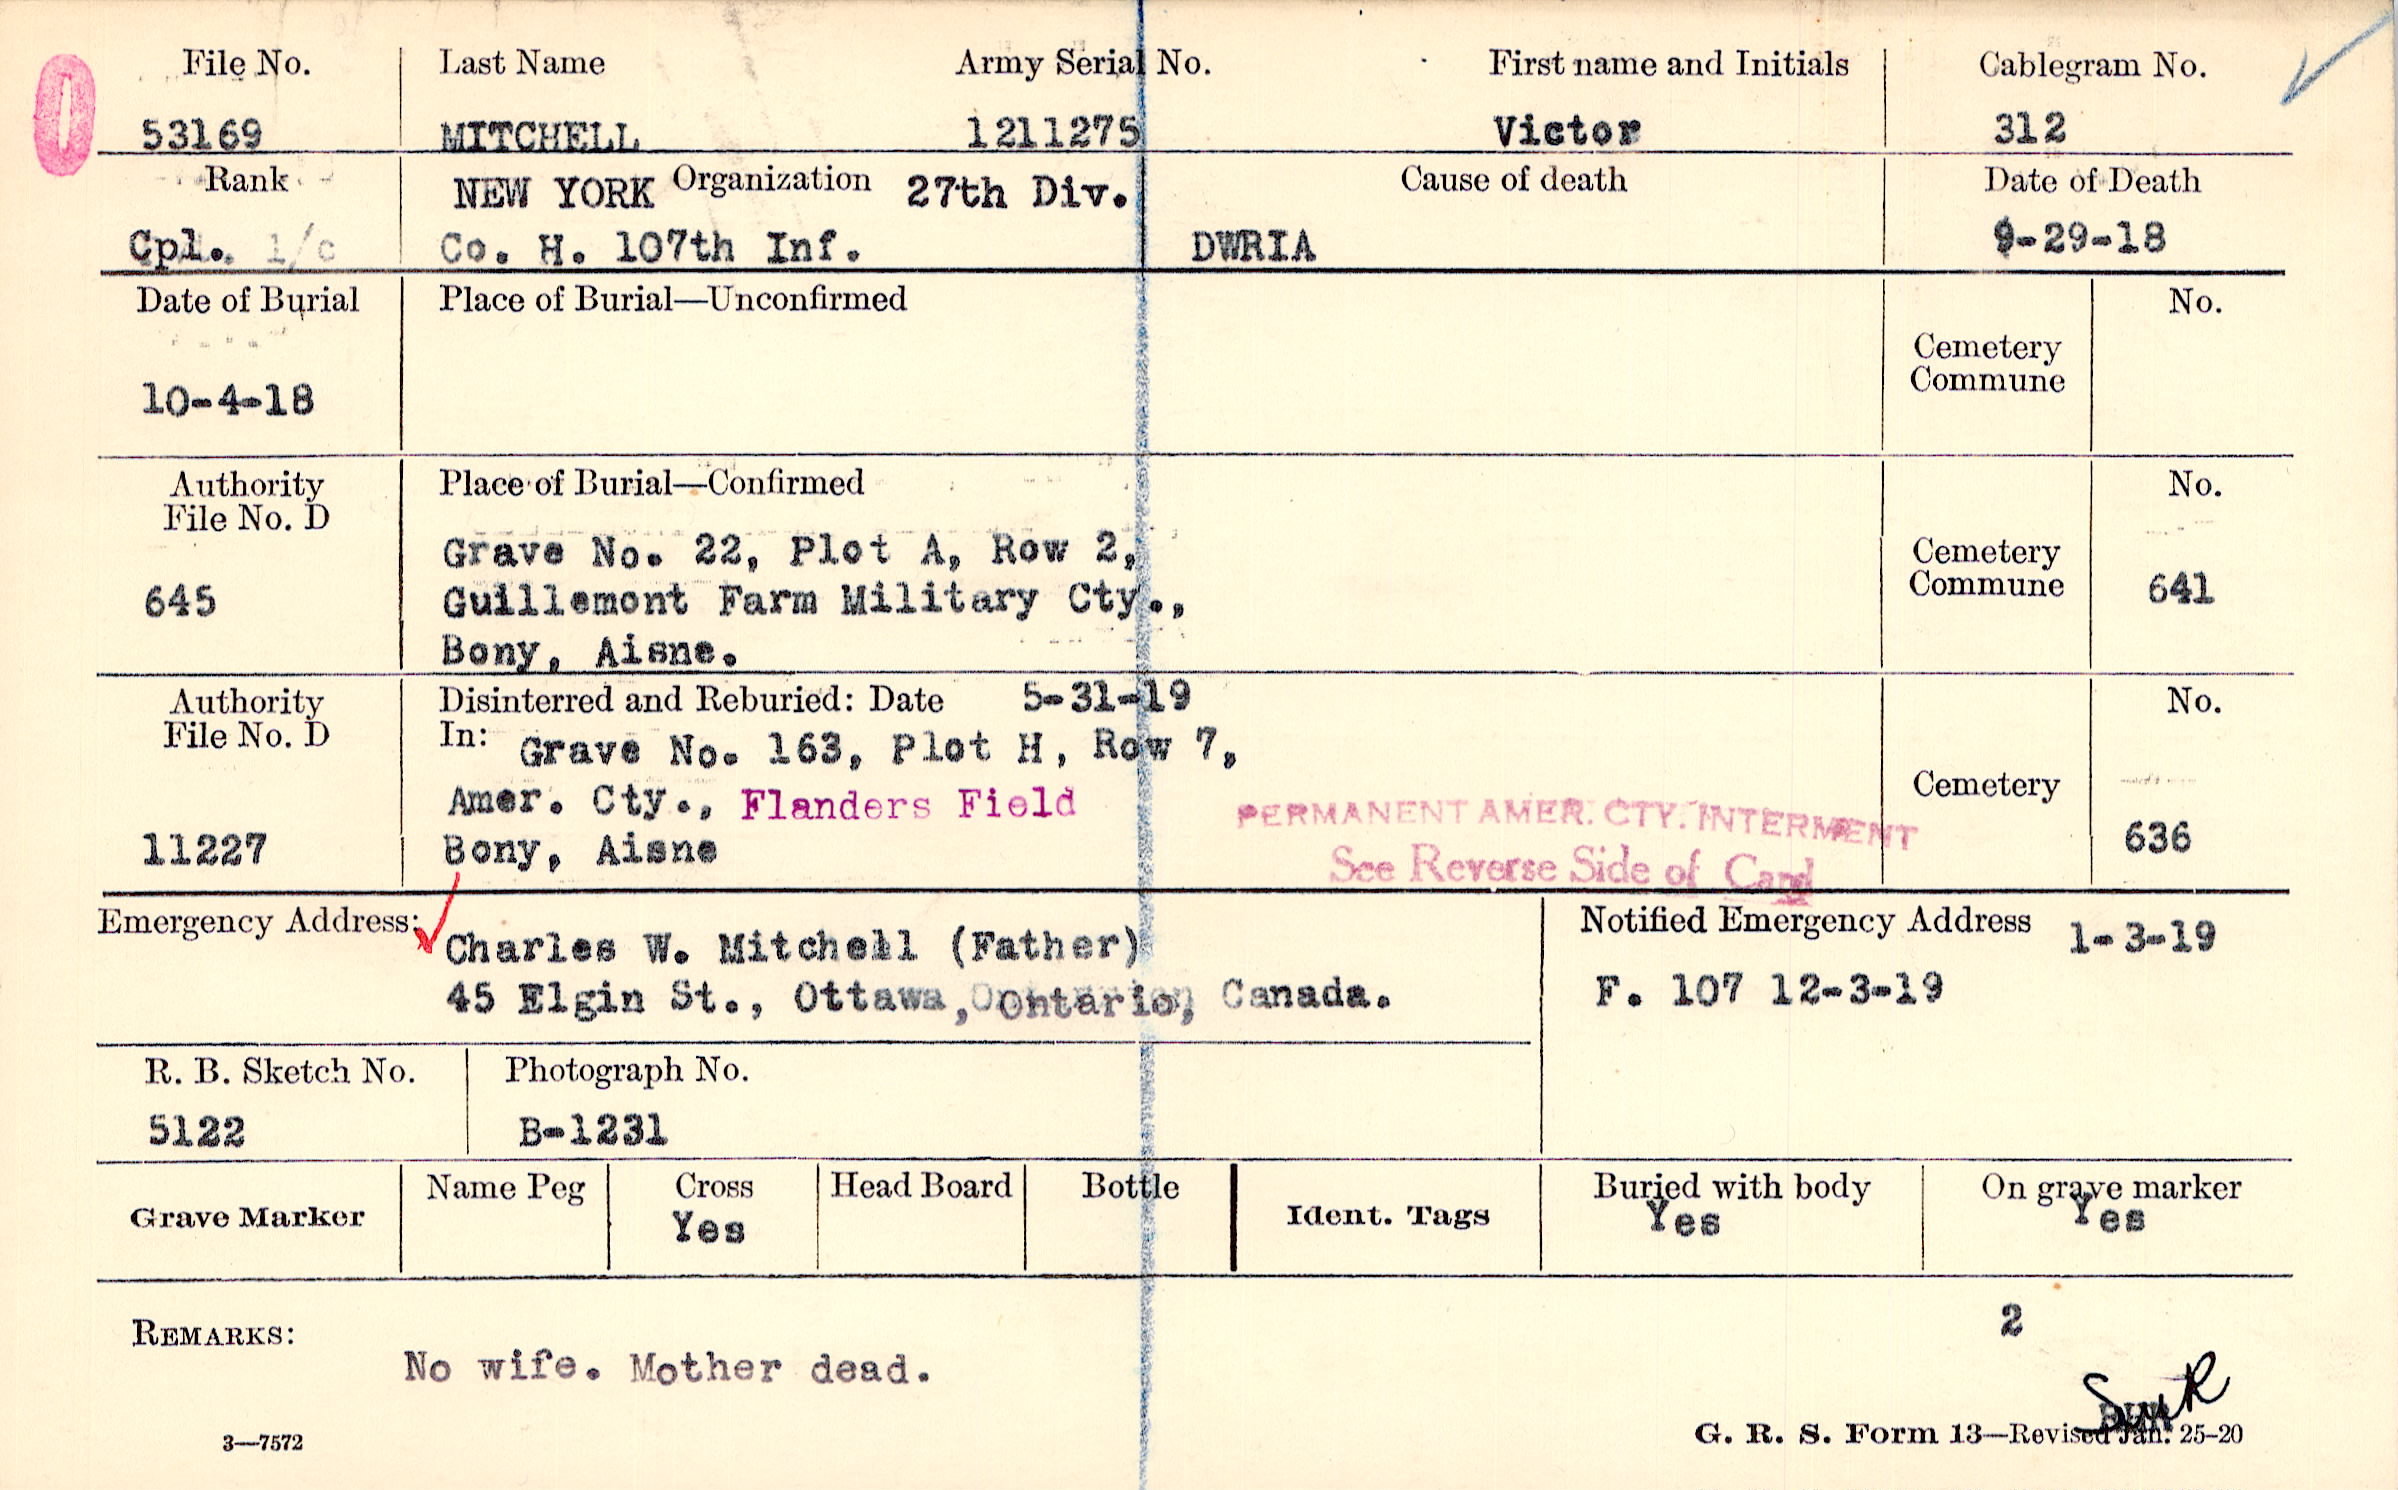 File No. Last Name Army Serial No. First name and Initials Cablegram No.
53169 MITCHELL 1211275 Victor 312
Rank NEW YORK Organization 27th Div. Cause of death Date of Death
Cpl. 1/c Co. H. 107th Inf. DWRIA 9-29-18
Date of Burial Place of Burial—Unconfirmed No.
Cemetery
Commune
10-4-18
Authority Place of Burial—Confirmed No.
File No. D
Grave No. 22, Plot A, Row 2, Cemetery
645 Guillemont Farm Military Cty., Commune 641
Bony, Aisne.
Authority Disinterred and Reburied: Date 5-31-19 No.
File No. D In: Grave No. 163, Plot H, Row 7,
Amer. Cty., Flanders Field Cemetery
PERMANENT AMER. CTY. INTERMENT
11227 Bony, Aisne 636
See Reverse Side of Card
Emergency Address: Notified Emergency Address 1-3-19
Charles W. Mitchell (Father)
45 Elgin St., Ottawa, Ontario, Canada. F. 107 12-3-19
R. B. Sketch No. Photograph No.
5122 B-1231
Grave Marker Name Peg Cross Head Board Bottle Ident. Tags Buried with body On grave marker
Yes Yes Yes
2
REMARKS:
No wife. Mother dead.
3—7572 G. R. S. Form 13—Revised Jan. 25-20